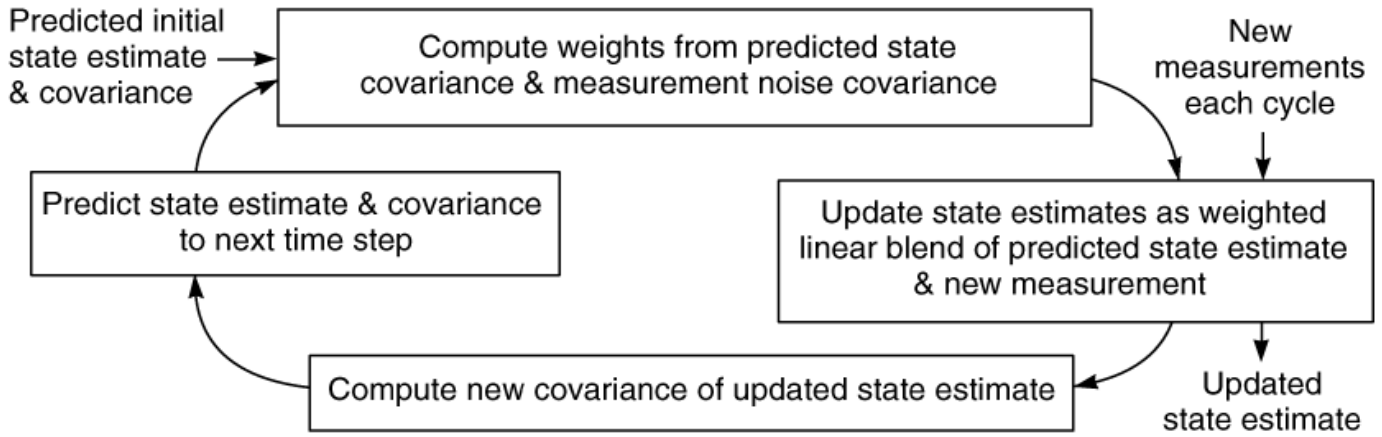 Predicted initial
state estimate
& covariance
Compute weights from predicted state
covariance & measurement noise covariance
New
measurements
each cycle
Predict state estimate & covariance
to next time step
Update state estimates as weighted
linear blend of predicted state estimate
& new measurement
Compute new covariance of updated state estimate
Updated
state estimate